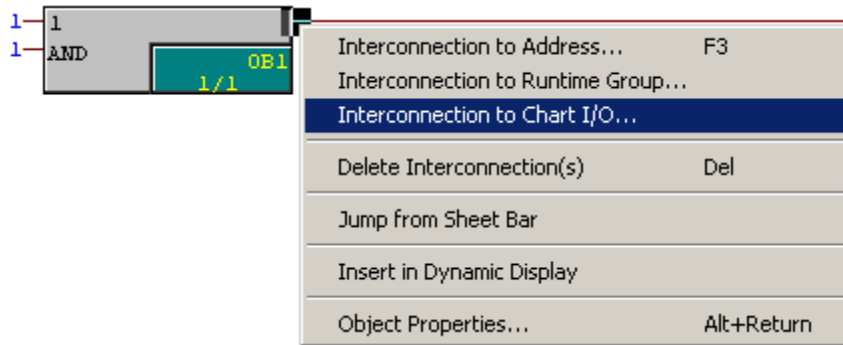 1 1
1 AND
OB1
1/1
Interconnection to Address... F3
Interconnection to Runtime Group...
Interconnection to Chart I/O...
Delete Interconnection(s) Del
Jump from Sheet Bar
Insert in Dynamic Display
Object Properties... Alt+Return